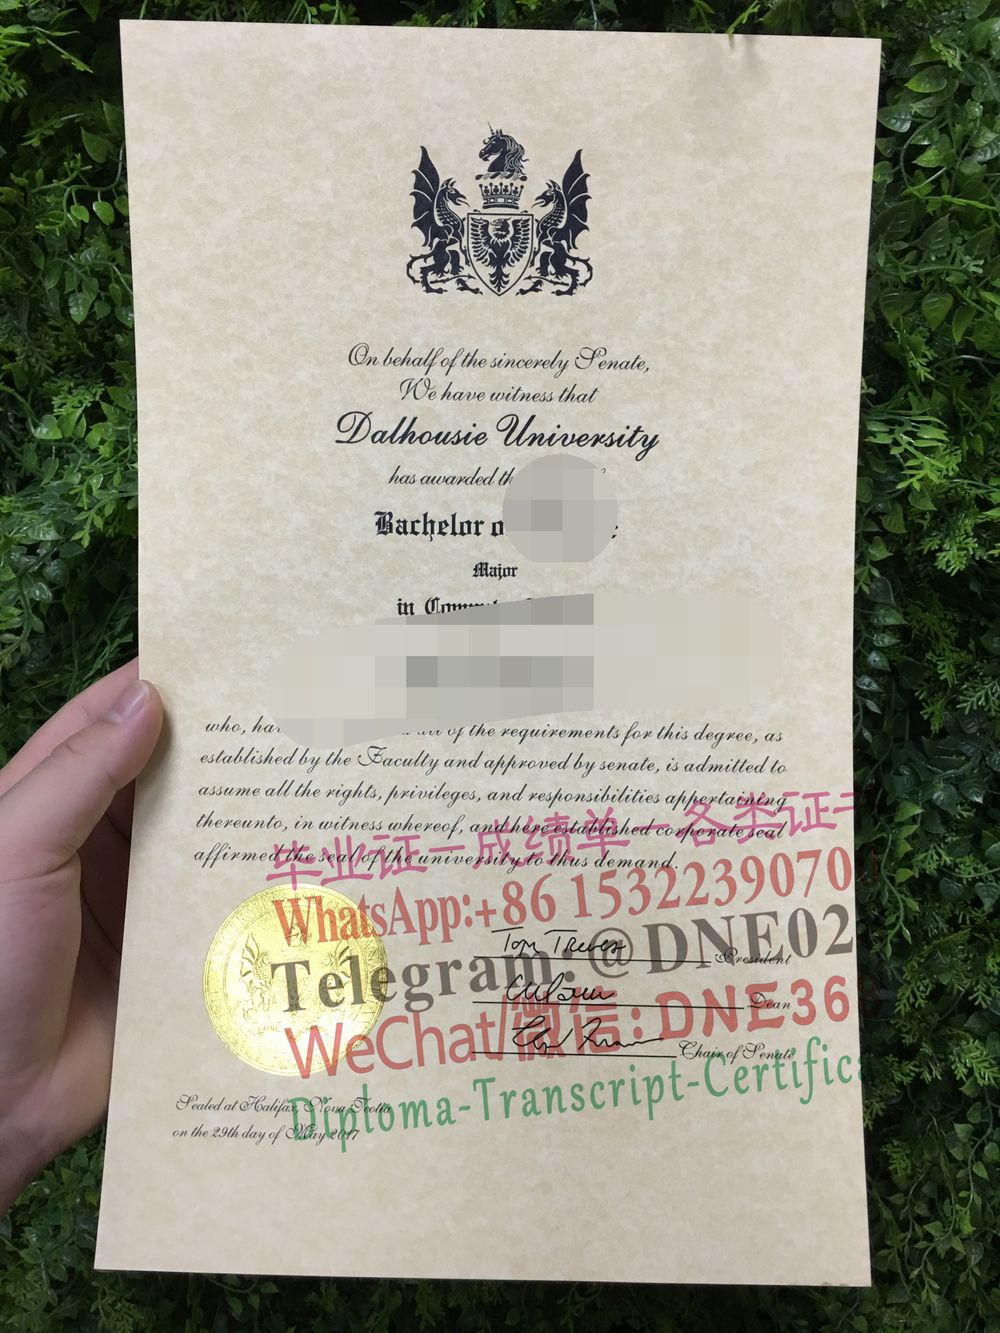 On behalf of the sincerely Senate,
We have witness that
Dalhousie University
has awarded
Bachelor
Major
in
who, of the requirements for this degree, as
established by the Faculty and approved by senate, is admitted to
assume all the rights, privileges, and responsibilities appertaining
thereunto, in witness whereof, and here established corporate seal
affirmed the seal of the university to thus demand.
毕业证－成绩单－各类证
WhatsApp:+86 1532239070
Tom Traves
President
Telegram:@DNE02
Dean
WeChat/微信:DNE36
Chair of Senate
Diploma-Transcript-Certifica
Sealed at Halifax, Nova Tcotia
on the 29th day of May 2017